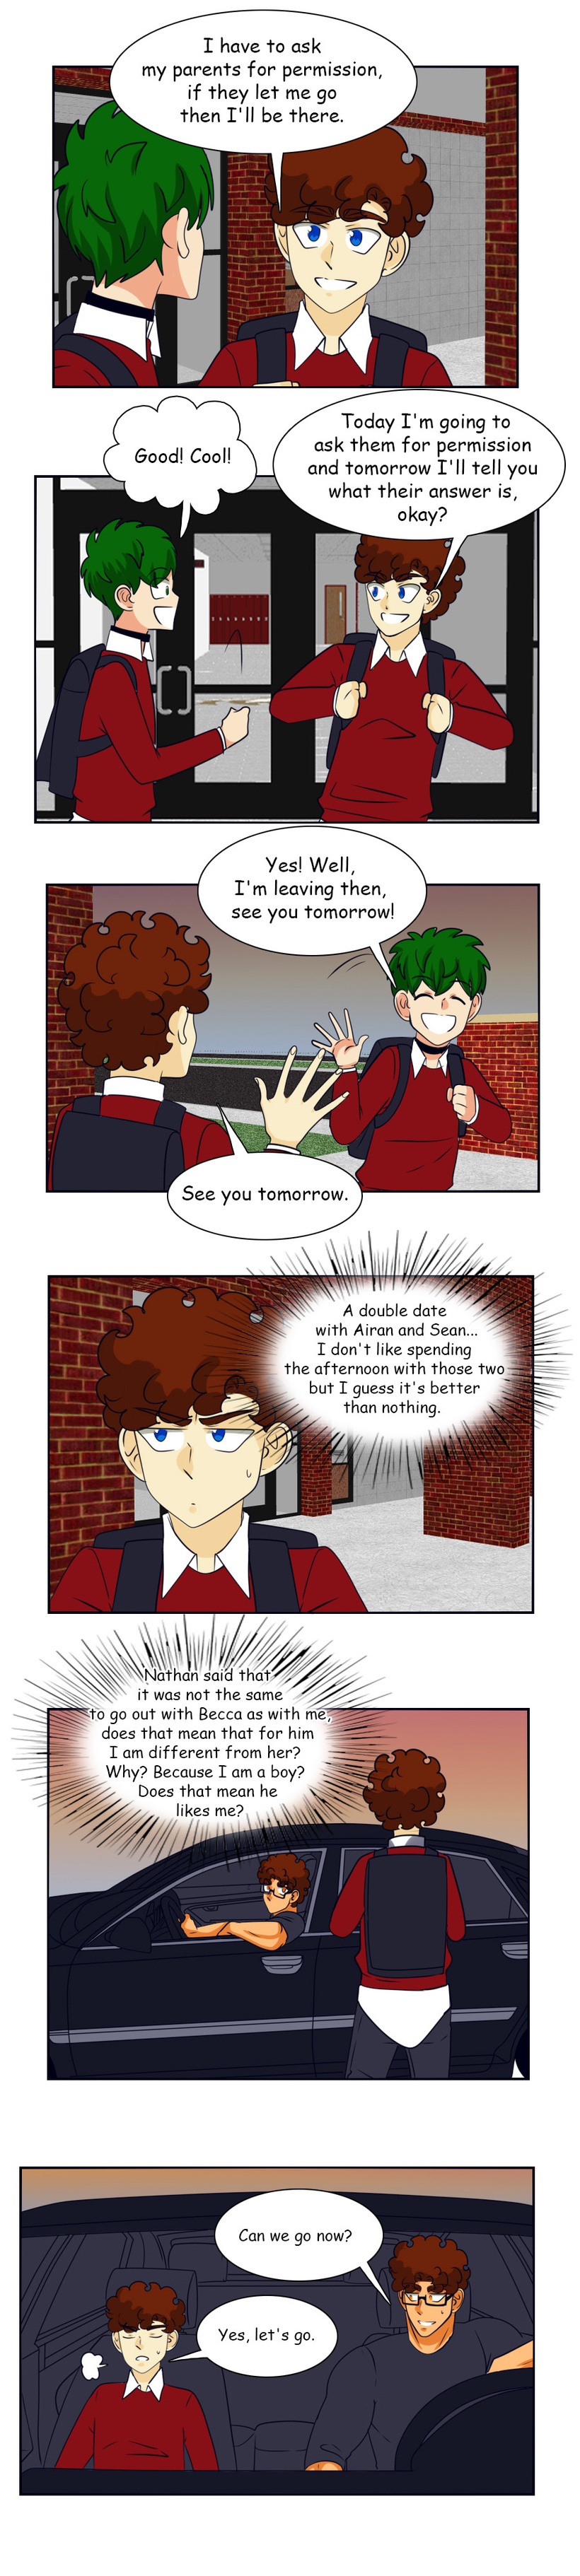 I have to ask
my parents for permission,
if they let me go
then I'll be there.
Good! Cool!
Today I'm going to
ask them for permission
and tomorrow I'll tell you
what their answer is,
okay?
Yes! Well,
I'm leaving then,
see you tomorrow!
See you tomorrow.
A double date
with Airan and Sean...
I don't like spending
the afternoon with those two
but I guess it's better
than nothing.
Nathan said that
it was not the same
to go out with Becca as with me,
does that mean that for him
I am different from her?
Why? Because I am a boy?
Does that mean he
likes me?
Can we go now?
Yes, let's go.